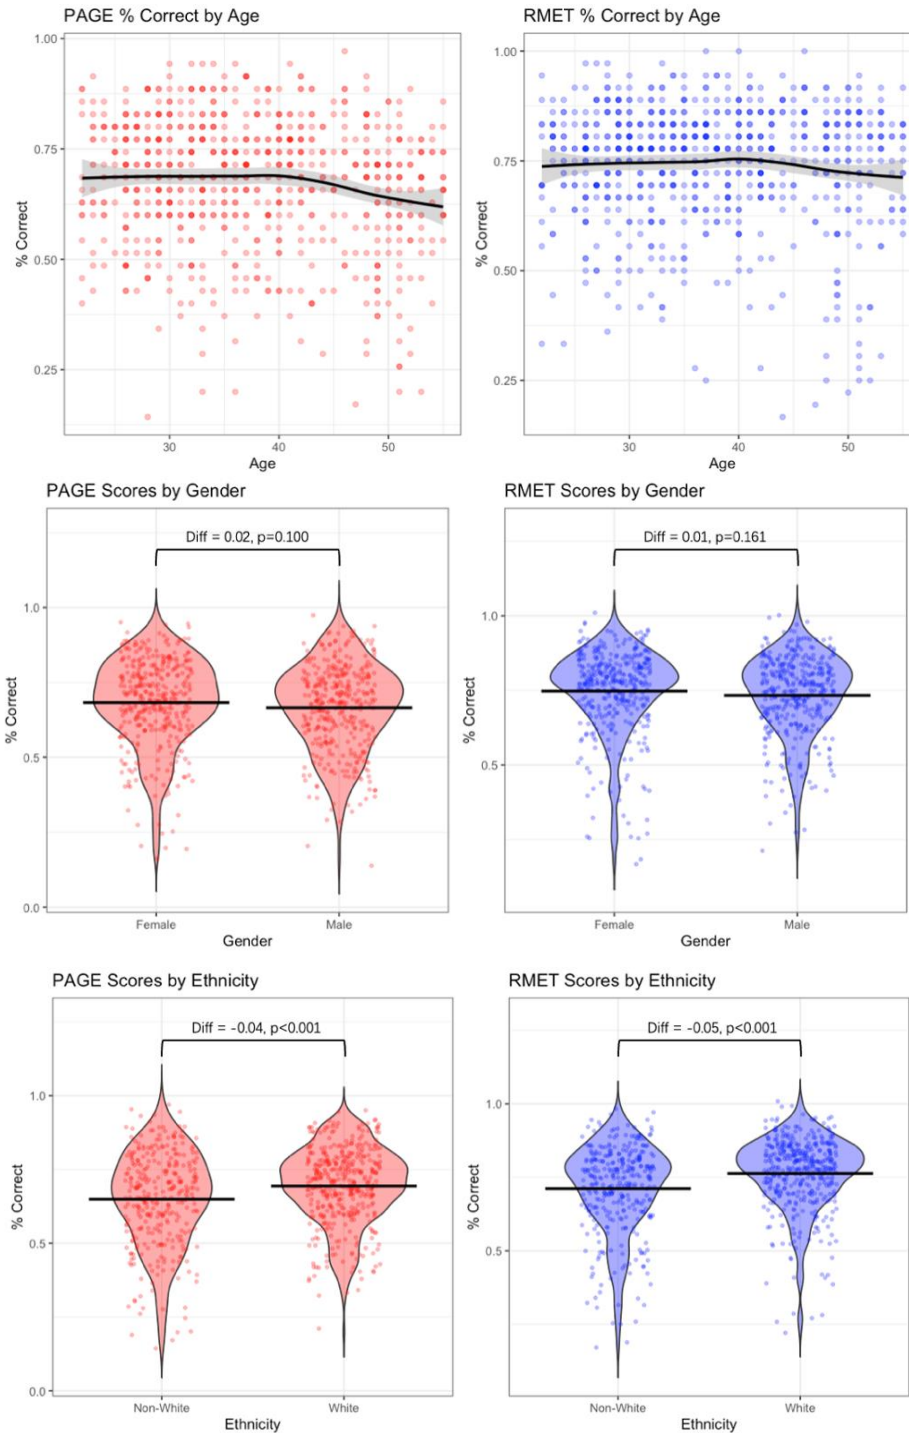 PAGE % Correct by Age
1.00
0.75
0.50
0.25
% Correct
30
40
50
Age
RMET % Correct by Age
1.00
0.75
0.50
0.25
% Correct
30
40
50
Age
PAGE Scores by Gender
Diff = 0.02, p=0.100
1.0
0.5
0.0
% Correct
Female
Male
Gender
RMET Scores by Gender
Diff = 0.01, p=0.161
1.0
0.5
% Correct
Female
Male
Gender
PAGE Scores by Ethnicity
Diff = -0.04, p<0.001
1.0
0.5
0.0
% Correct
Non-White
White
Ethnicity
RMET Scores by Ethnicity
Diff = -0.05, p<0.001
1.0
0.5
% Correct
Non-White
White
Ethnicity